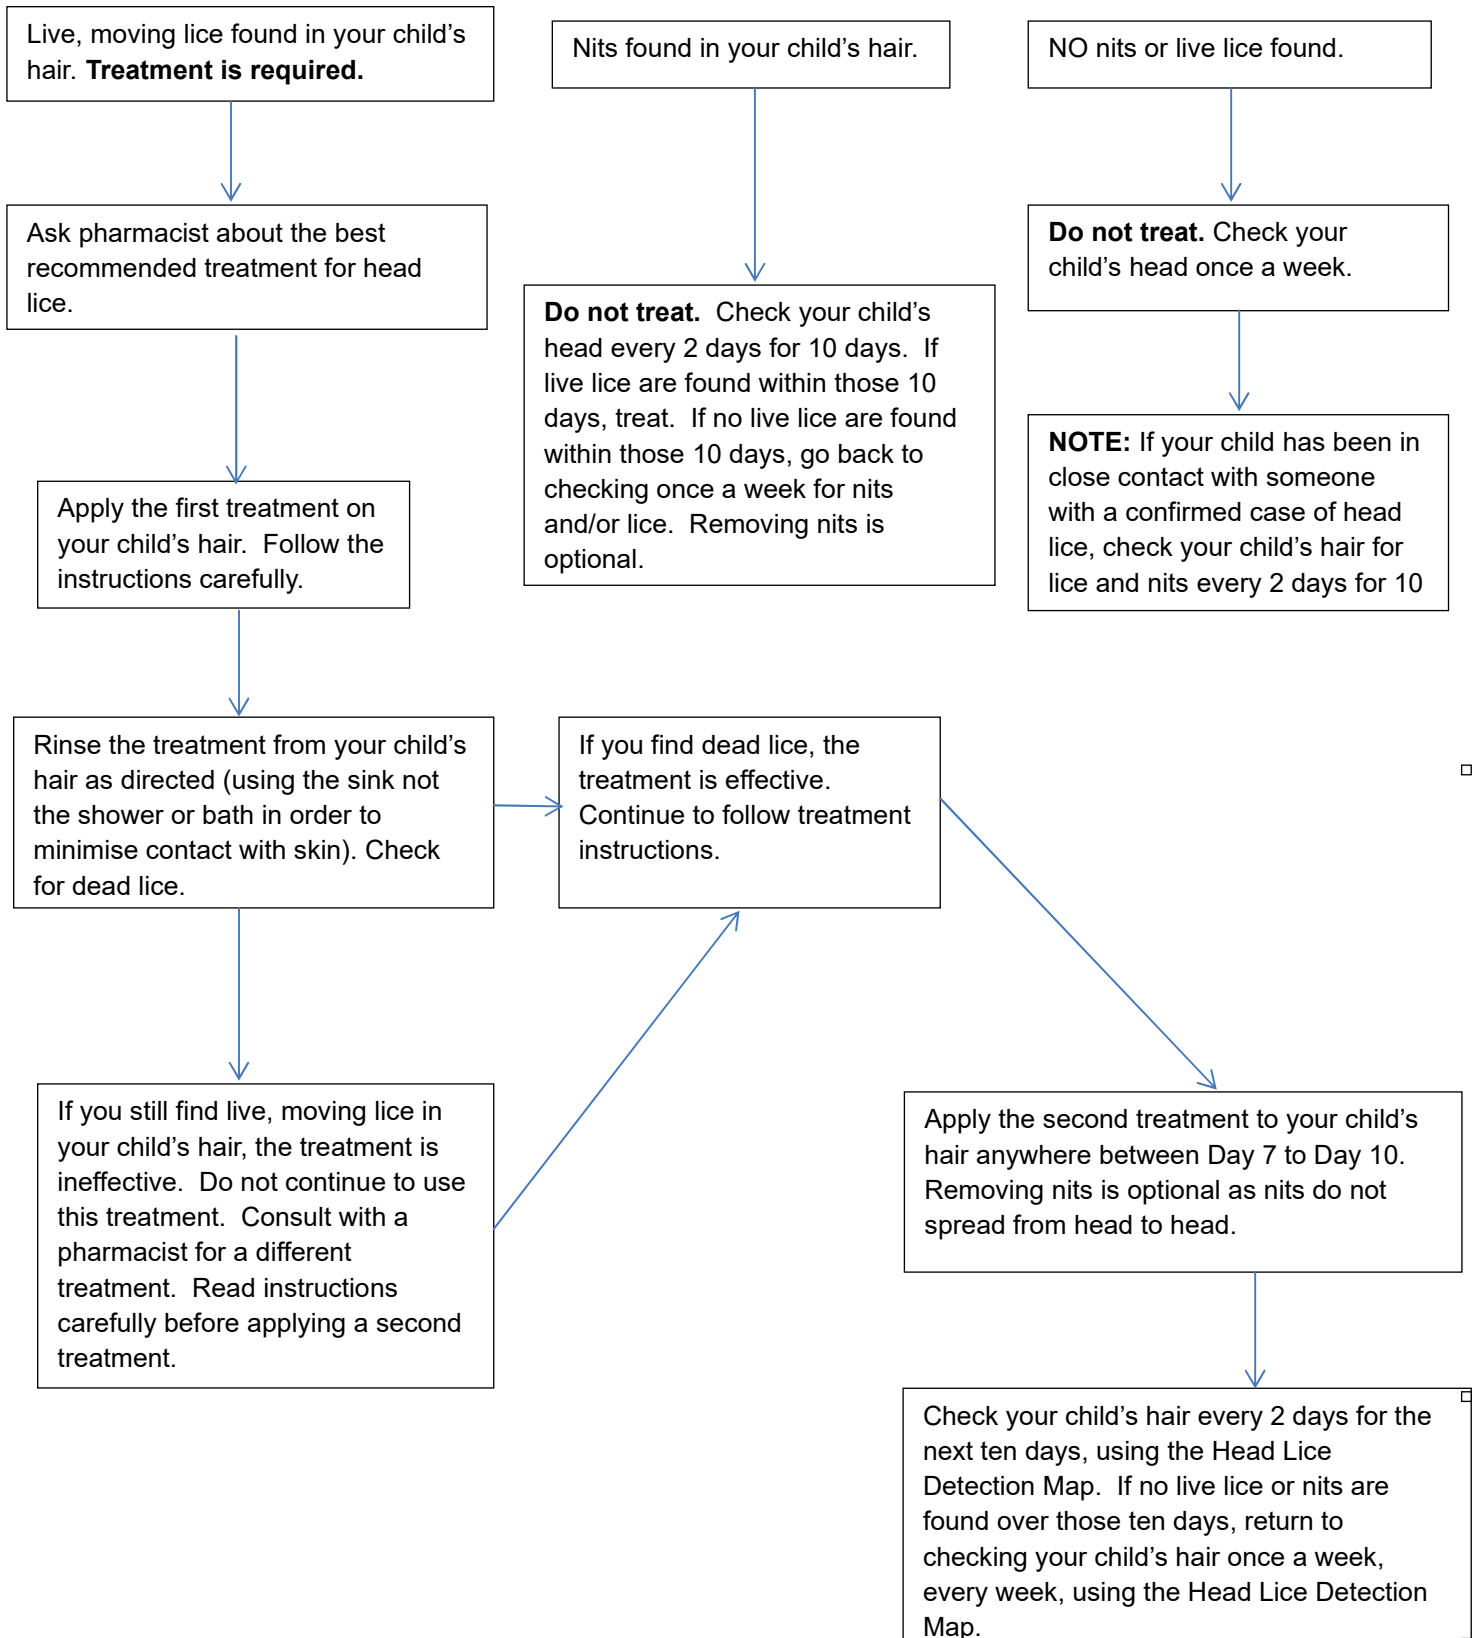 Live, moving lice found in your child’s
hair. Treatment is required.
Nits found in your child’s hair.
NO nits or live lice found.
Ask pharmacist about the best
recommended treatment for head
lice.
Do not treat. Check your child’s
head every 2 days for 10 days. If
live lice are found within those 10
days, treat. If no live lice are found
within those 10 days, go back to
checking once a week for nits
and/or lice. Removing nits is
optional.
Do not treat. Check your
child’s head once a week.
NOTE: If your child has been in
close contact with someone
with a confirmed case of head
lice, check your child’s hair for
lice and nits every 2 days for 10
Apply the first treatment on
your child’s hair. Follow the
instructions carefully.
Rinse the treatment from your child’s
hair as directed (using the sink not
the shower or bath in order to
minimise contact with skin). Check
for dead lice.
If you find dead lice, the
treatment is effective.
Continue to follow treatment
instructions.
If you still find live, moving lice in
your child’s hair, the treatment is
ineffective. Do not continue to use
this treatment. Consult with a
pharmacist for a different
treatment. Read instructions
carefully before applying a second
treatment.
Apply the second treatment to your child’s
hair anywhere between Day 7 to Day 10.
Removing nits is optional as nits do not
spread from head to head.
Check your child’s hair every 2 days for the
next ten days, using the Head Lice
Detection Map. If no live lice or nits are
found over those ten days, return to
checking your child’s hair once a week,
every week, using the Head Lice Detection
Map.